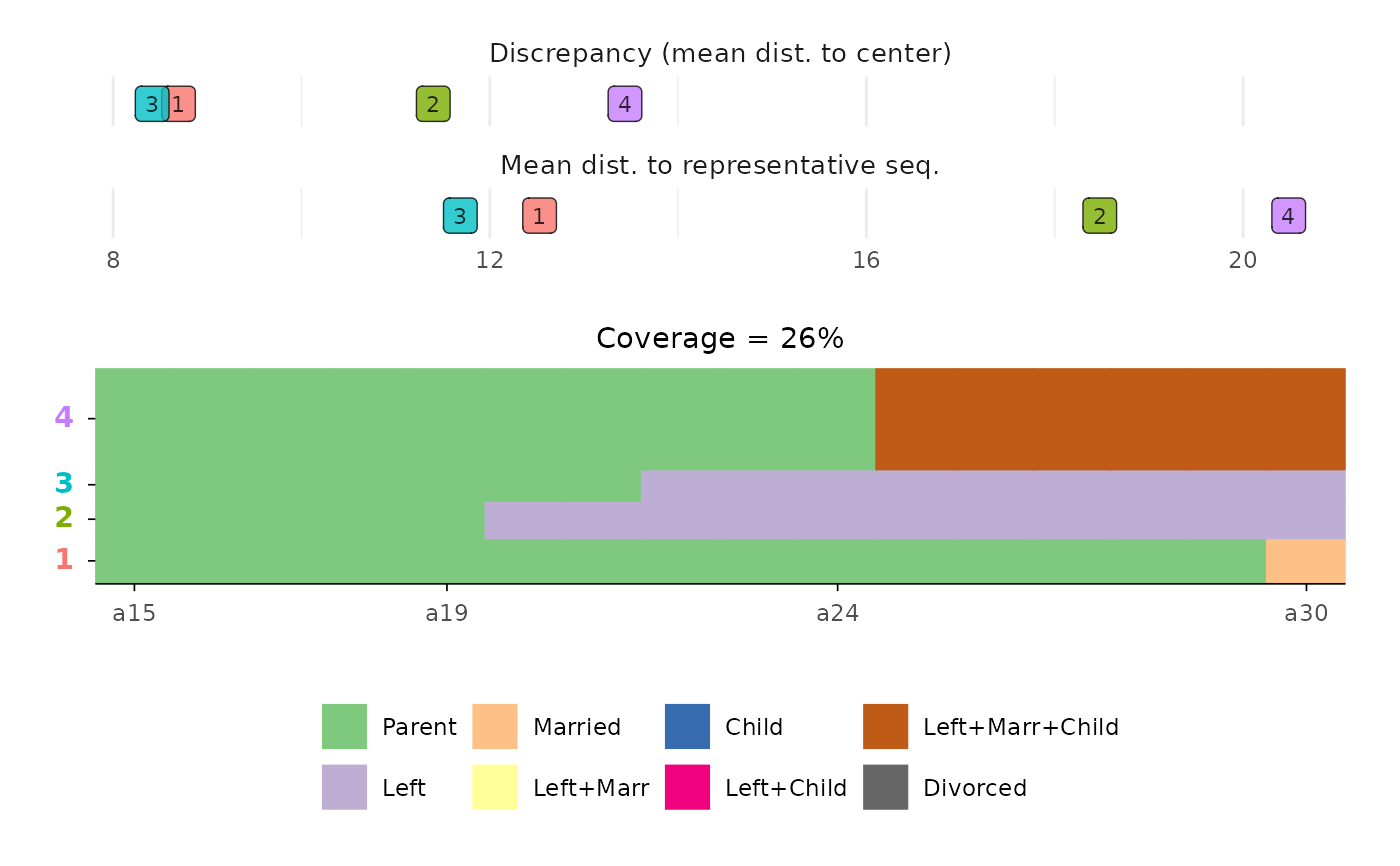 Discrepancy (mean dist. to center)
3 1 2 4
Mean dist. to representative seq.
3 1 2 4
8 12 16 20
Coverage = 26%
4
3
2
1
a15 a19 a24 a30
Parent Married Child Left+Marr+Child
Left Left+Marr Left+Child Divorced